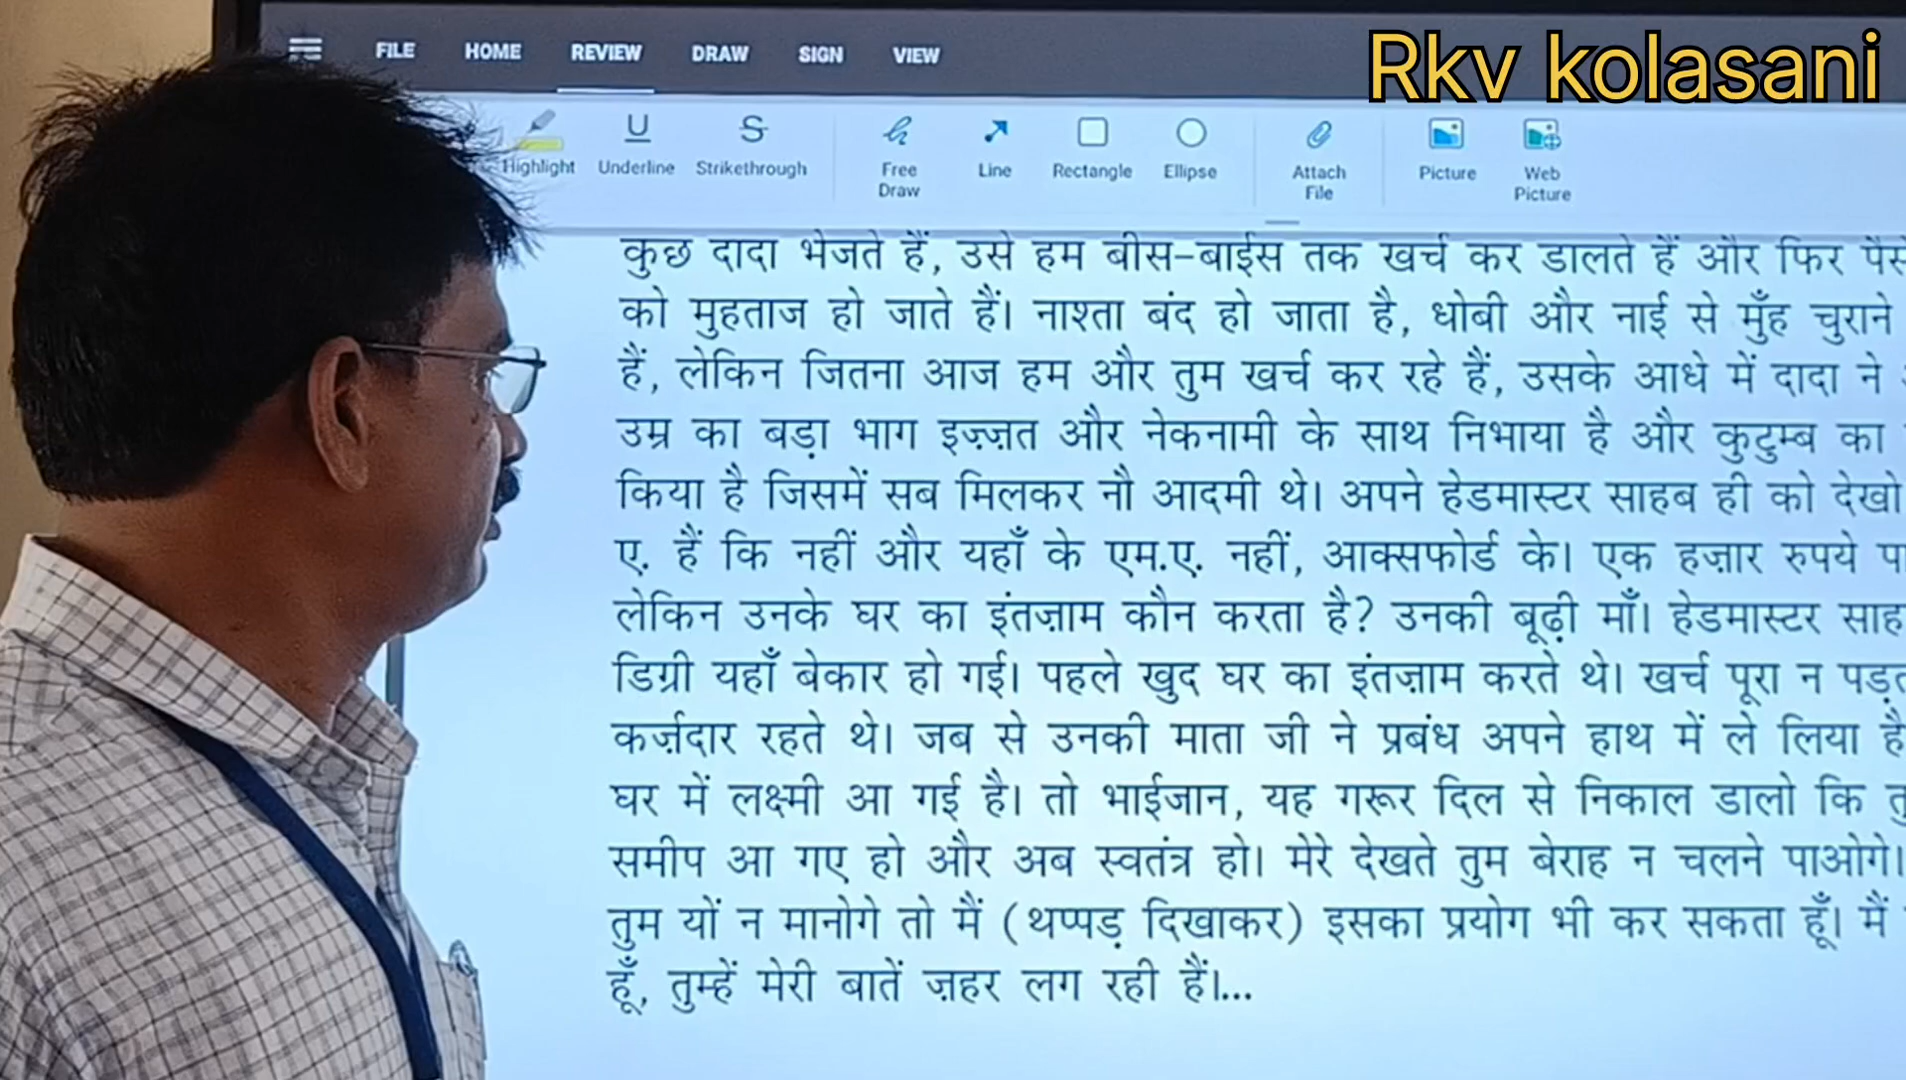 Rkv kolasani
FILE HOME REVIEW DRAW SIGN VIEW
Highlight Underline Strikethrough Free Draw Line Rectangle Ellipse Attach File Picture Web Picture
कुछ दादा भेजते हैं, उसे हम बीस-बाईस तक खर्च कर डालते हैं और फिर
को मुहताज हो जाते हैं। नाश्ता बंद हो जाता है, धोबी और नाई से मुँह चुराने
हैं, लेकिन जितना आज हम और तुम खर्च कर रहे हैं, उसके आधे में दादा ने
उम्र का बड़ा भाग इज़्ज़त और नेकनामी के साथ निभाया है और कुटुम्ब का
किया है जिसमें सब मिलकर नौ आदमी थे। अपने हेडमास्टर साहब ही को देखो
ए. हैं कि नहीं और यहाँ के एम.ए. नहीं, आक्सफोर्ड के। एक हज़ार रुपये
लेकिन उनके घर का इंतज़ाम कौन करता है? उनकी बूढ़ी माँ। हेडमास्टर
डिग्री यहाँ बेकार हो गई। पहले खुद घर का इंतज़ाम करते थे। खर्च पूरा न
कर्ज़दार रहते थे। जब से उनकी माता जी ने प्रबंध अपने हाथ में ले लिया है
घर में लक्ष्मी आ गई है। तो भाईजान, यह गरूर दिल से निकाल डालो कि
समीप आ गए हो और अब स्वतंत्र हो। मेरे देखते तुम बेराह न चलने पाओगे।
तुम यों न मानोगे तो मैं (थप्पड़ दिखाकर) इसका प्रयोग भी कर सकता हूँ। मैं
हूँ, तुम्हें मेरी बातें ज़हर लग रही हैं।...